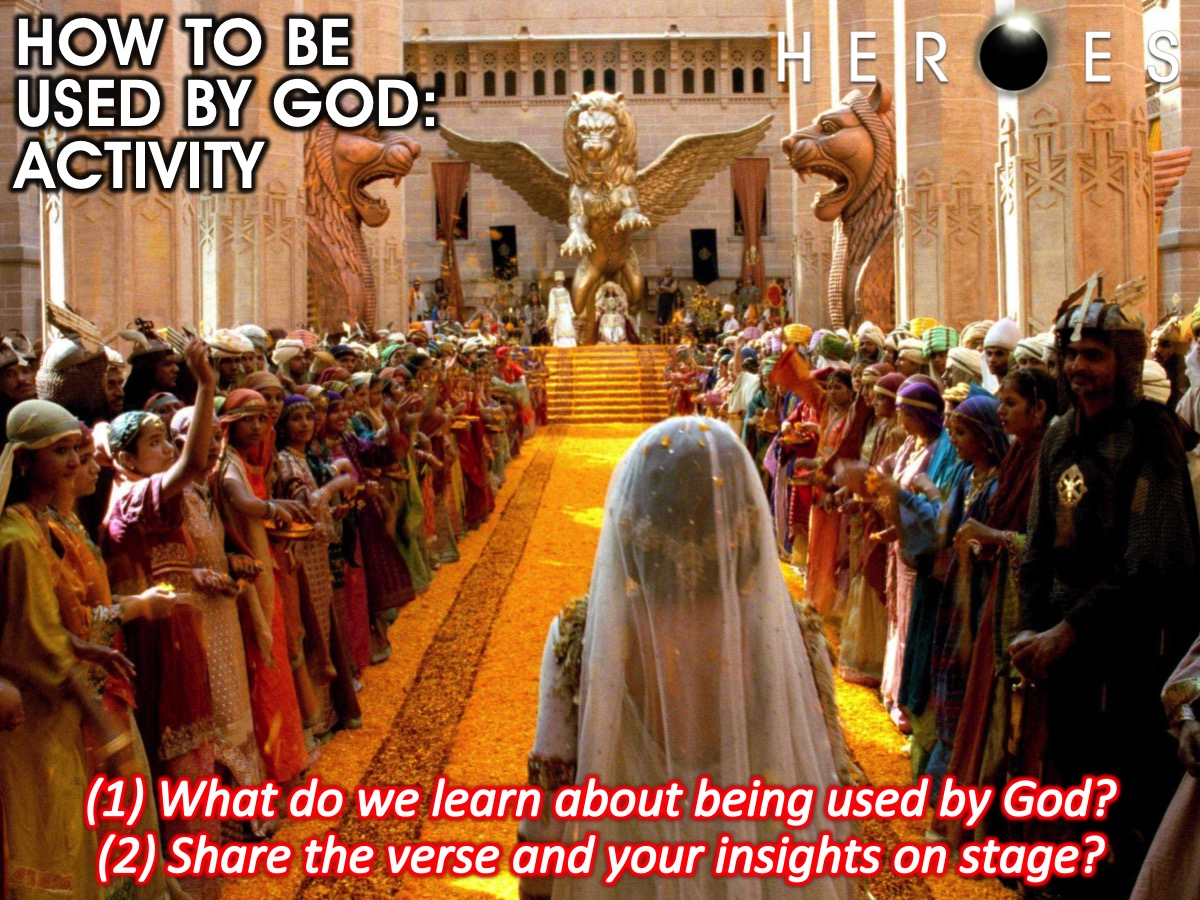 HOW TO BE
USED BY GOD:
ACTIVITY
HEROES
(1) What do we learn about being used by God?
(2) Share the verse and your insights on stage?